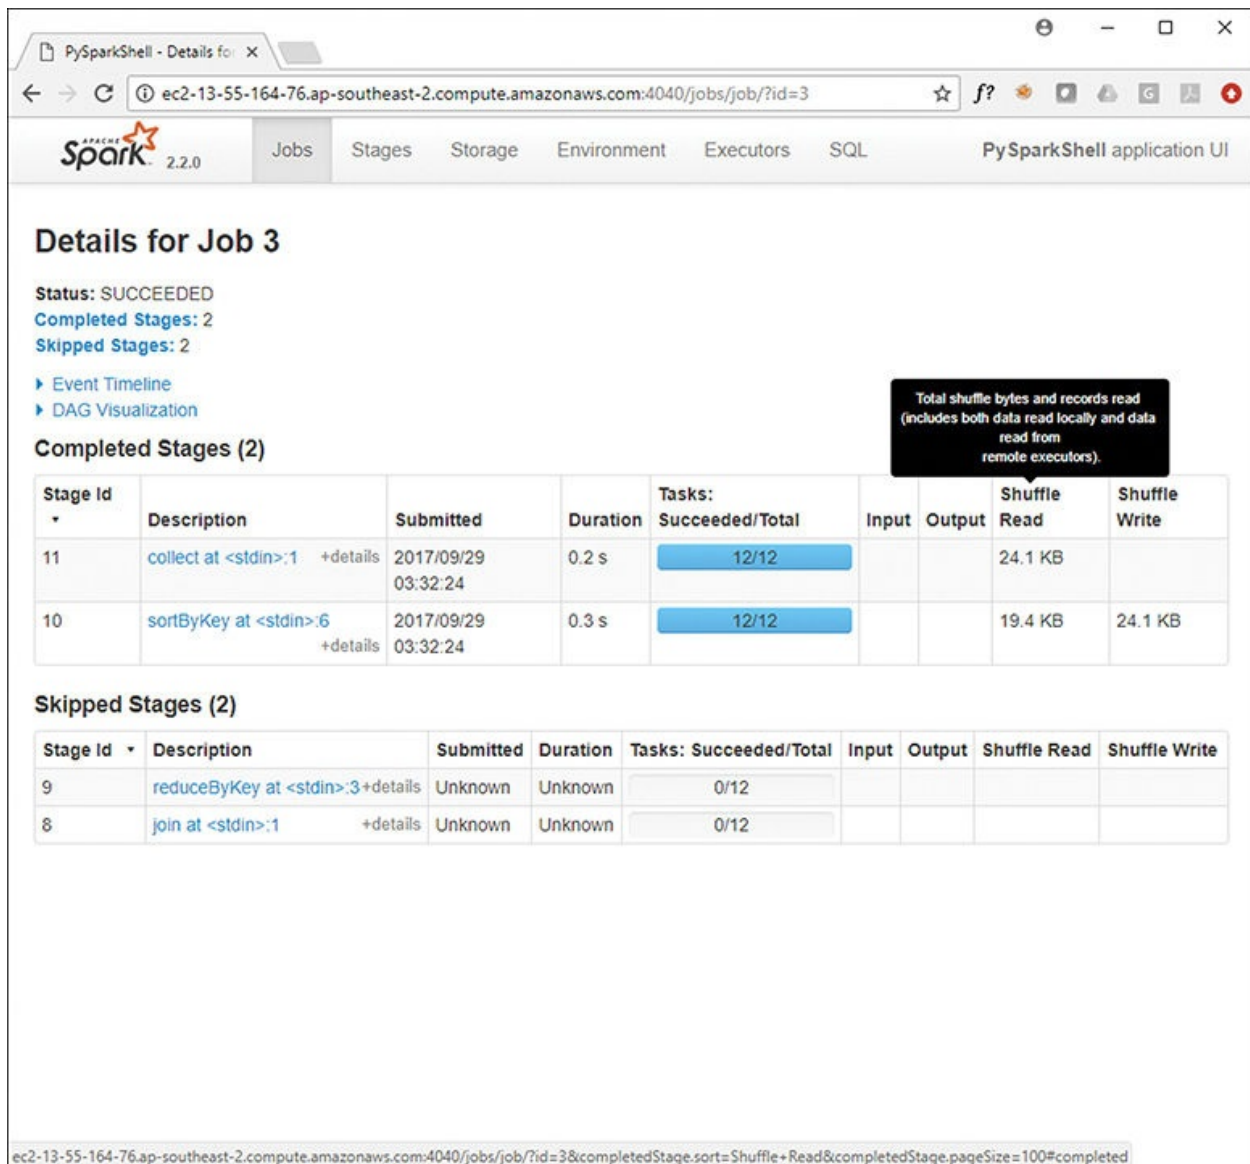 PySparkShell - Details fo
ec2-13-55-164-76.ap-southeast-2.compute.amazonaws.com:4040/jobs/job/?id=3
f?
G
APACHE
Spark 2.2.0
Jobs Stages Storage Environment Executors SQL PySparkShell application UI
Details for Job 3
Status: SUCCEEDED
Completed Stages: 2
Skipped Stages: 2
Event Timeline
DAG Visualization
Total shuffle bytes and records read
(includes both data read locally and data
read from
remote executors).
Completed Stages (2)
Stage Id Description Submitted Duration Tasks: Succeeded/Total Input Output Shuffle Read Shuffle Write
11 collect at <stdin>:1 +details 2017/09/29 03:32:24 0.2 s 12/12 24.1 KB
10 sortByKey at <stdin>:6 +details 2017/09/29 03:32:24 0.3 s 12/12 19.4 KB 24.1 KB
Skipped Stages (2)
Stage Id Description Submitted Duration Tasks: Succeeded/Total Input Output Shuffle Read Shuffle Write
9 reduceByKey at <stdin>:3 +details Unknown Unknown 0/12
8 join at <stdin>:1 +details Unknown Unknown 0/12
ec2-13-55-164-76.ap-southeast-2.compute.amazonaws.com:4040/jobs/job/?id=3&completedStage.sort=Shuffle+Read&completedStage.pageSize=100#completed